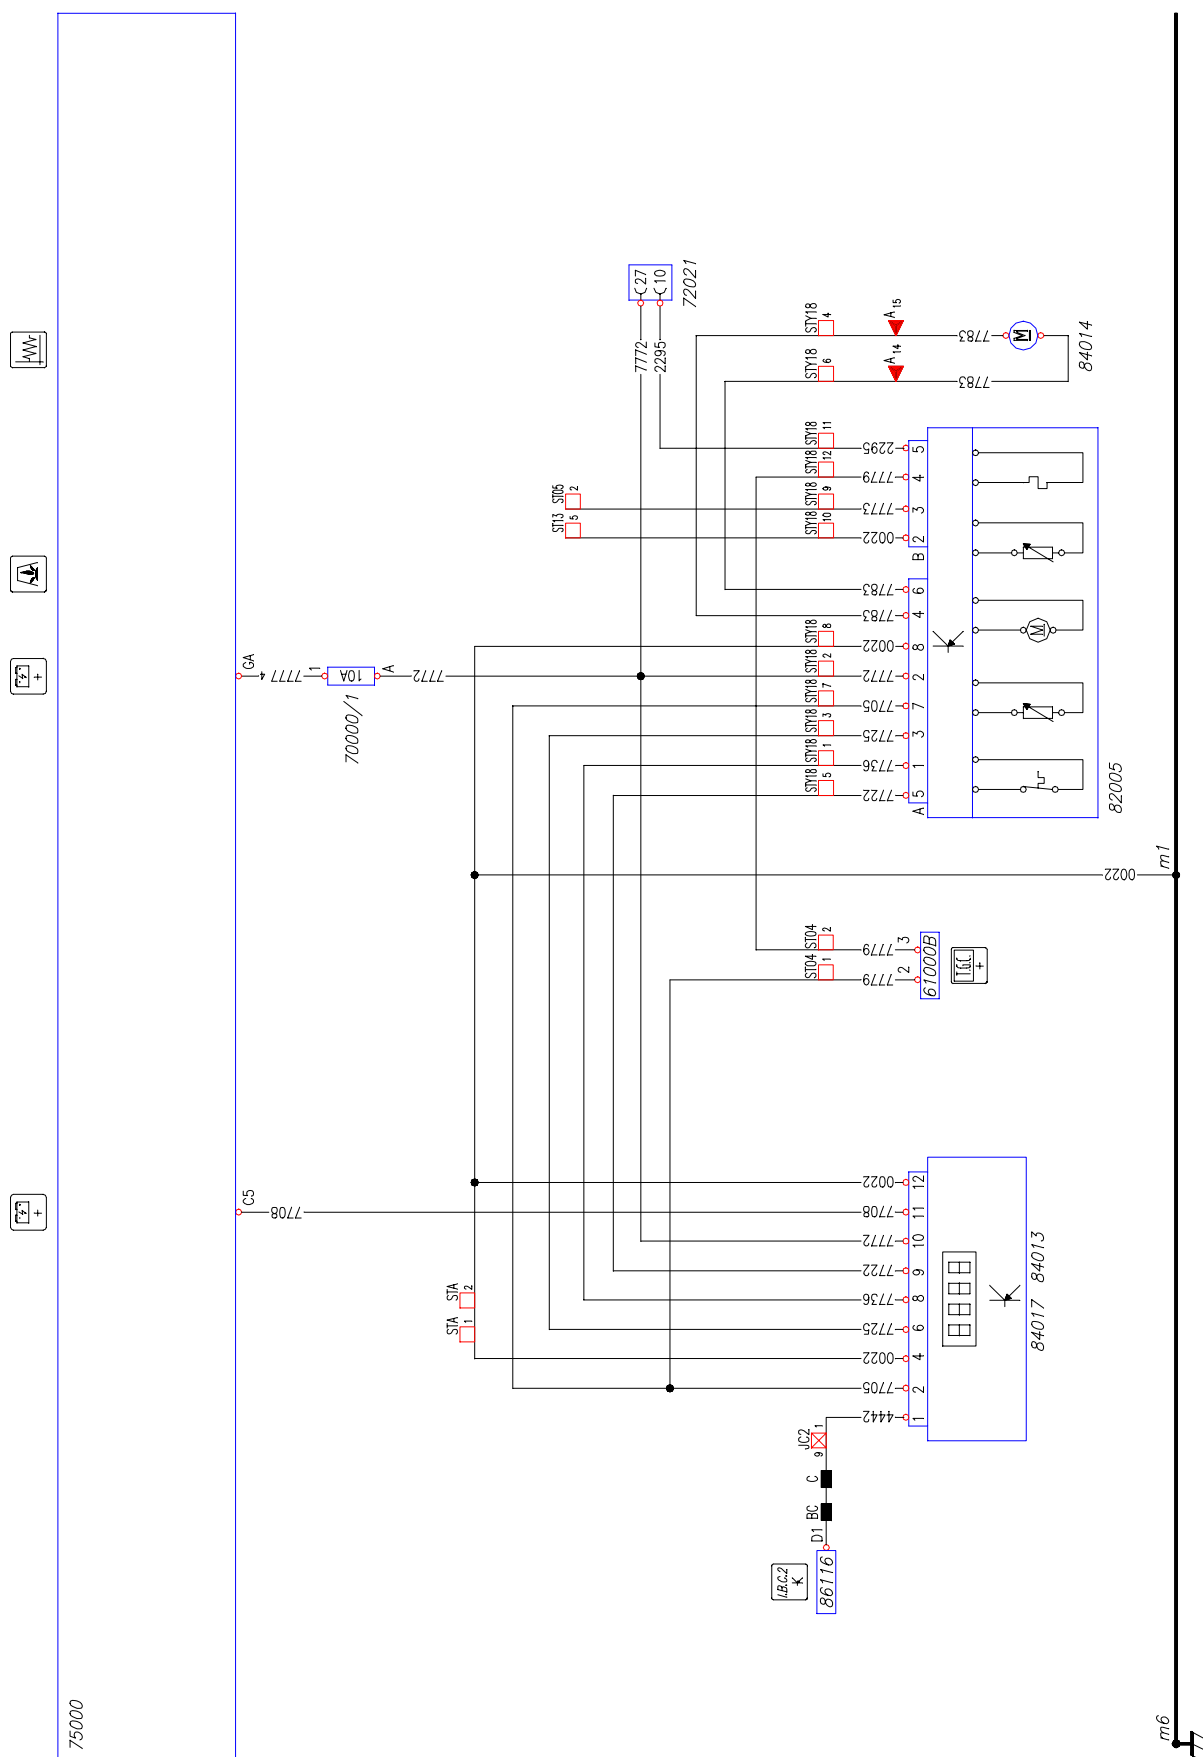 75000
GA
4
7777
1
10A
A
70000/1
7772
C5
7708
27
10
72021
7772
2295
STY18 4
STY18 6
A 15
A 14
7783
7783
M
84014
ST05 2
ST13 5
STY18 11
STY18 12
STY18 9
STY18 10
2295
7779
7773
0022
5
4
3
2
B
7783
7783
6
4
STY18 8
STY18 2
STY18 7
STY18 3
STY18 1
STY18 5
0022
7772
7705
7725
7736
7722
8
2
7
3
1
5
A
M
82005
m1
0022
ST04 2
ST04 1
7779
7779
3
2
61000B
T.G.C.
+
STA 2
STA 1
0022
7708
7772
7722
7736
7725
0022
7705
4442
12
11
10
9
8
6
4
2
1
84017 84013
JC2
1
9
C
BC
D1
86116
I.B.C.2
K
+
+
m6
77